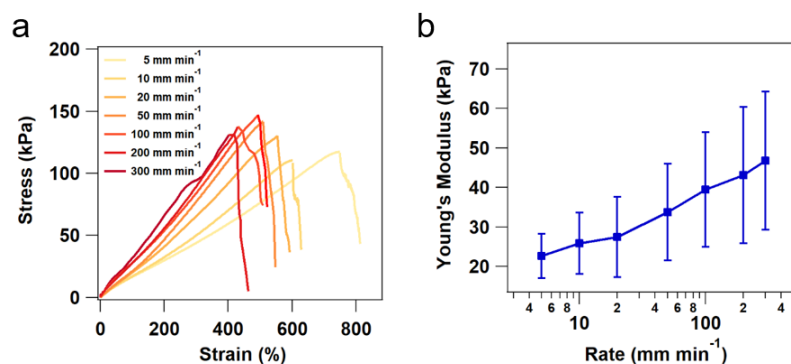 a
200
150
100
50
0
Stress (kPa)
5 mm min⁻¹
10 mm min⁻¹
20 mm min⁻¹
50 mm min⁻¹
100 mm min⁻¹
200 mm min⁻¹
300 mm min⁻¹
0 200 400 600 800
Strain (%)
b
70
60
50
40
30
20
Young's Modulus (kPa)
4 6 8 10 2 4 6 8 100 2 4
Rate (mm min⁻¹)